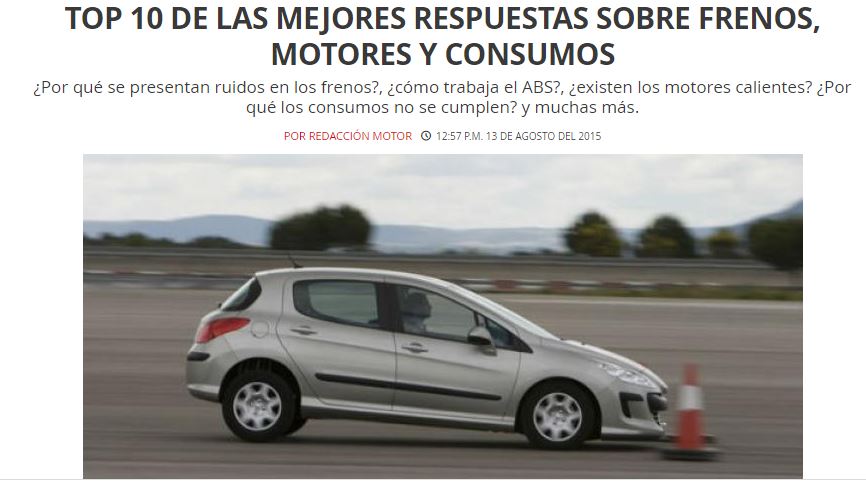 TOP 10 DE LAS MEJORES RESPUESTAS SOBRE FRENOS,
MOTORES Y CONSUMOS
¿Por qué se presentan ruidos en los frenos?, ¿cómo trabaja el ABS?, ¿existen los motores calientes? ¿Por
qué los consumos no se cumplen? y muchas más.
POR REDACCIÓN MOTOR 12:57 P.M. 13 DE AGOSTO DEL 2015